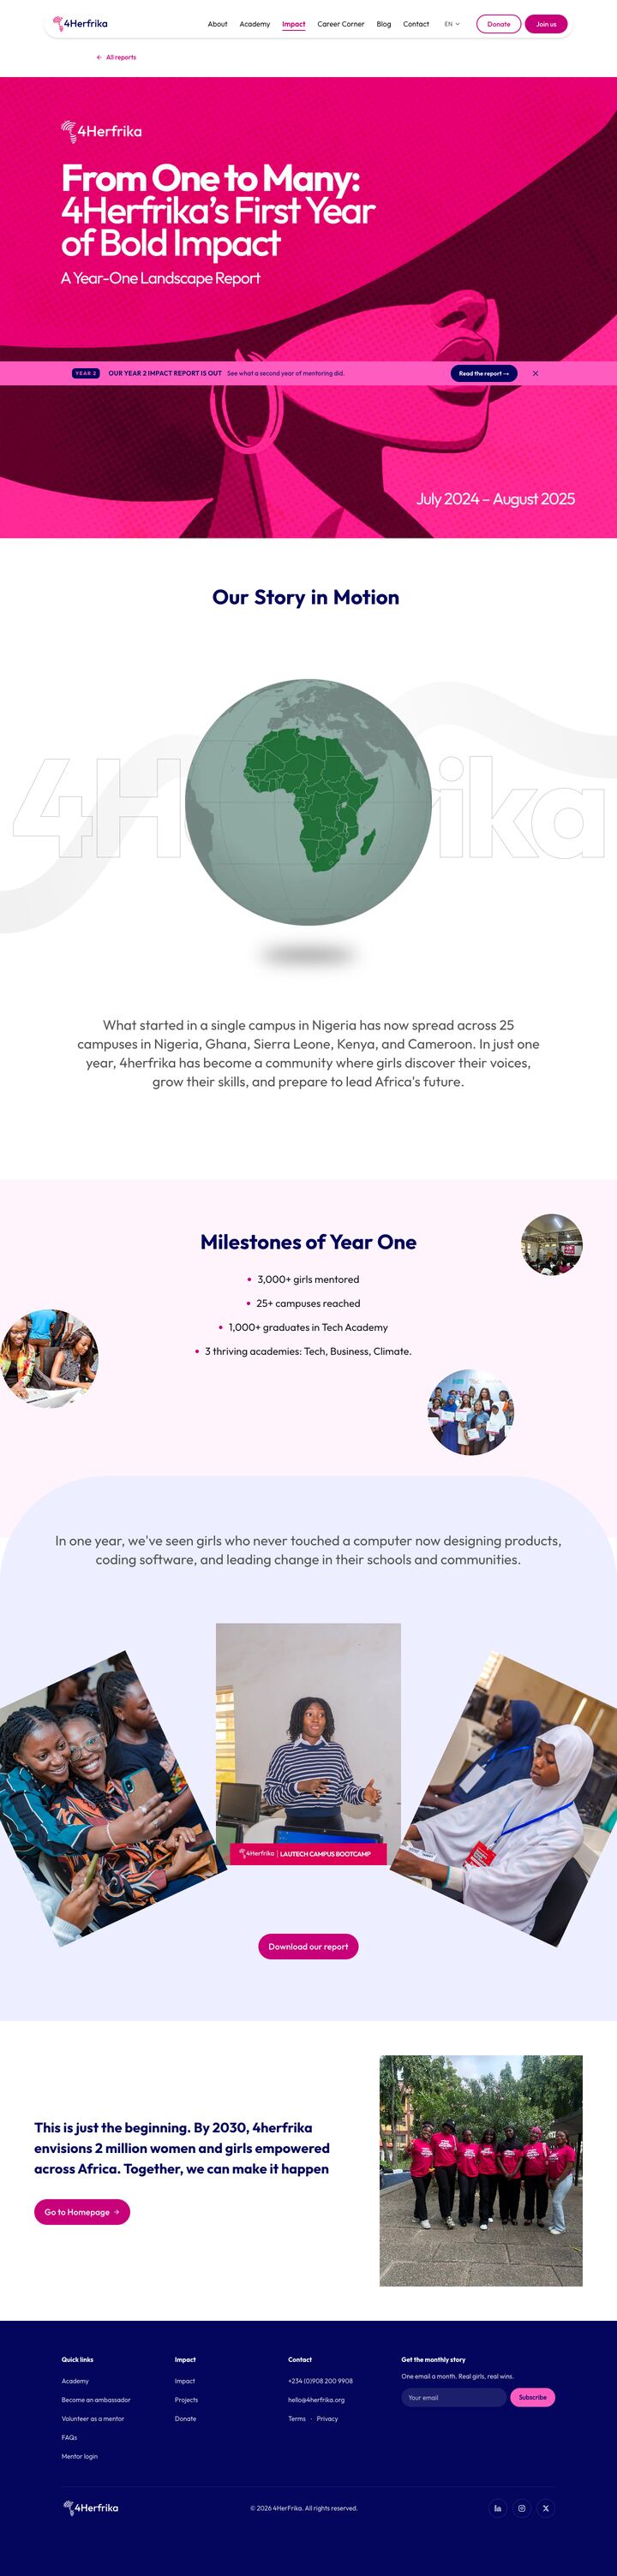 4Herfrika
About Academy Impact Career Corner Blog Contact EN Donate Join us
← All reports
4Herfrika
From One to Many:
4Herfrika's First Year
of Bold Impact
A Year-One Landscape Report
YEAR 2 OUR YEAR 2 IMPACT REPORT IS OUT See what a second year of mentoring did. Read the report →
July 2024 – August 2025
Our Story in Motion
4H rika
What started in a single campus in Nigeria has now spread across 25
campuses in Nigeria, Ghana, Sierra Leone, Kenya, and Cameroon. In just one
year, 4herfrika has become a community where girls discover their voices,
grow their skills, and prepare to lead Africa's future.
Milestones of Year One
• 3,000+ girls mentored
• 25+ campuses reached
• 1,000+ graduates in Tech Academy
• 3 thriving academies: Tech, Business, Climate.
In one year, we've seen girls who never touched a computer now designing products,
coding software, and leading change in their schools and communities.
4Herfrika | LAUTECH CAMPUS BOOTCAMP
Download our report
This is just the beginning. By 2030, 4herfrika
envisions 2 million women and girls empowered
across Africa. Together, we can make it happen
Go to Homepage →
Quick links
Academy
Become an ambassador
Volunteer as a mentor
FAQs
Mentor login
Impact
Impact
Projects
Donate
Contact
+234 (0)908 200 9908
hello@4herfrika.org
Terms · Privacy
Get the monthly story
One email a month. Real girls, real wins.
Your email Subscribe
4Herfrika
© 2026 4HerFrika. All rights reserved.